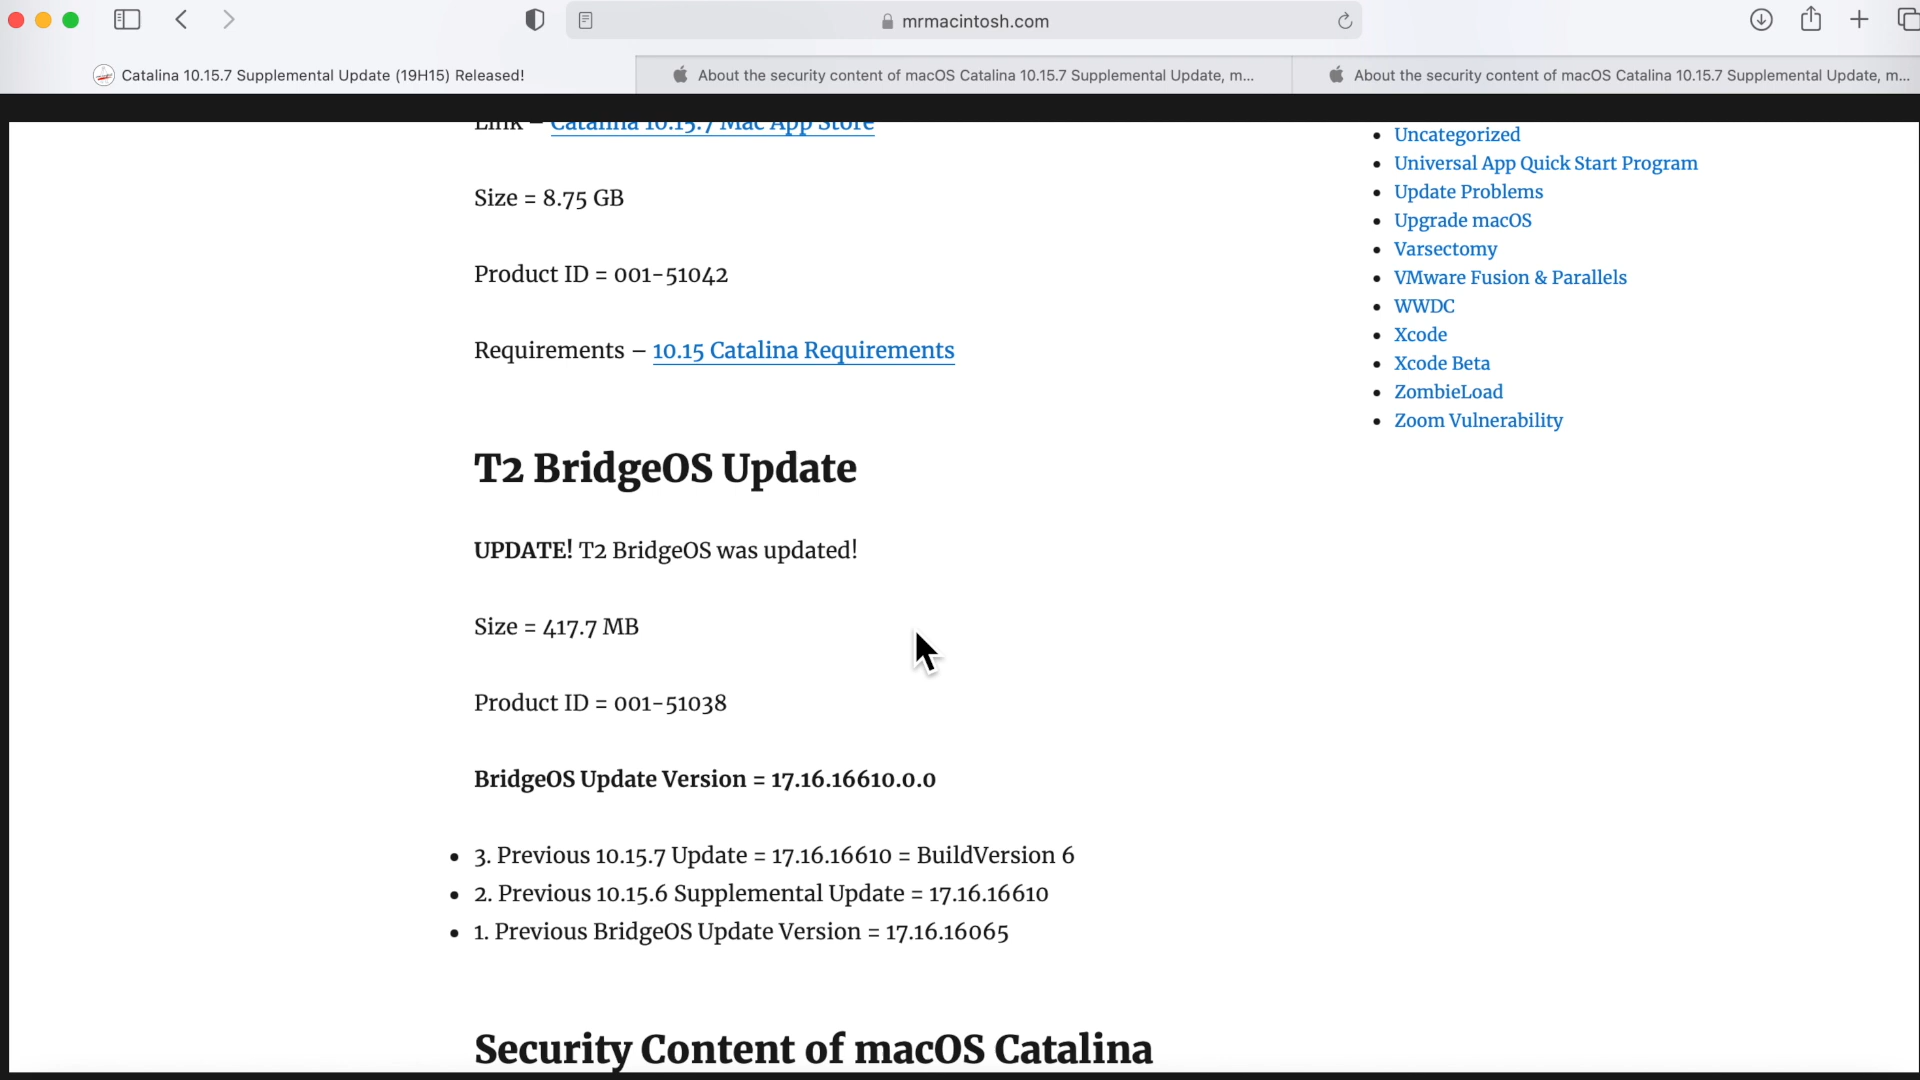 mrmacintosh.com
Catalina 10.15.7 Supplemental Update (19H15) Released!
About the security content of macOS Catalina 10.15.7 Supplemental Update, m...
About the security content of macOS Catalina 10.15.7 Supplemental Update, m...
Link – Catalina 10.15.7 Mac App Store
Size = 8.75 GB
Product ID = 001-51042
Requirements – 10.15 Catalina Requirements
T2 BridgeOS Update
UPDATE! T2 BridgeOS was updated!
Size = 417.7 MB
Product ID = 001-51038
BridgeOS Update Version = 17.16.16610.0.0
• 3. Previous 10.15.7 Update = 17.16.16610 = BuildVersion 6
• 2. Previous 10.15.6 Supplemental Update = 17.16.16610
• 1. Previous BridgeOS Update Version = 17.16.16065
Security Content of macOS Catalina
• Uncategorized
• Universal App Quick Start Program
• Update Problems
• Upgrade macOS
• Varsectomy
• VMware Fusion & Parallels
• WWDC
• Xcode
• Xcode Beta
• ZombieLoad
• Zoom Vulnerability